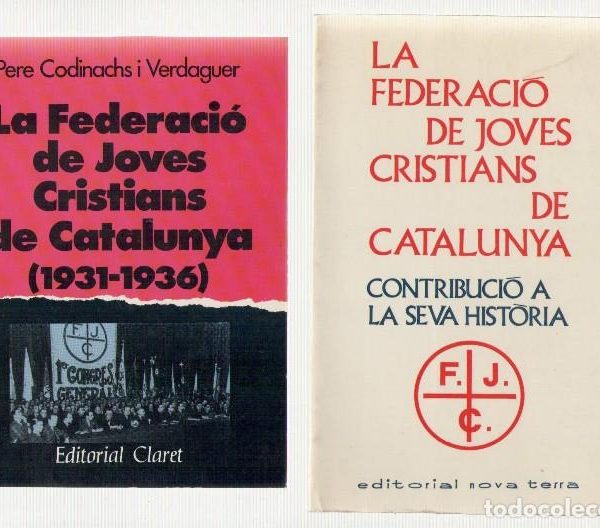 Pere Codinachs i Verdaguer
La Federació
de Joves
Cristians
de Catalunya
(1931-1936)
F J
C
1r CONGRES
GENERAL
Editorial Claret
LA
FEDERACIÓ
DE JOVES
CRISTIANS
DE
CATALUNYA
CONTRIBUCIÓ A
LA SEVA HISTÒRIA
F. J.
C.
editorial nova terra
todocoleccion